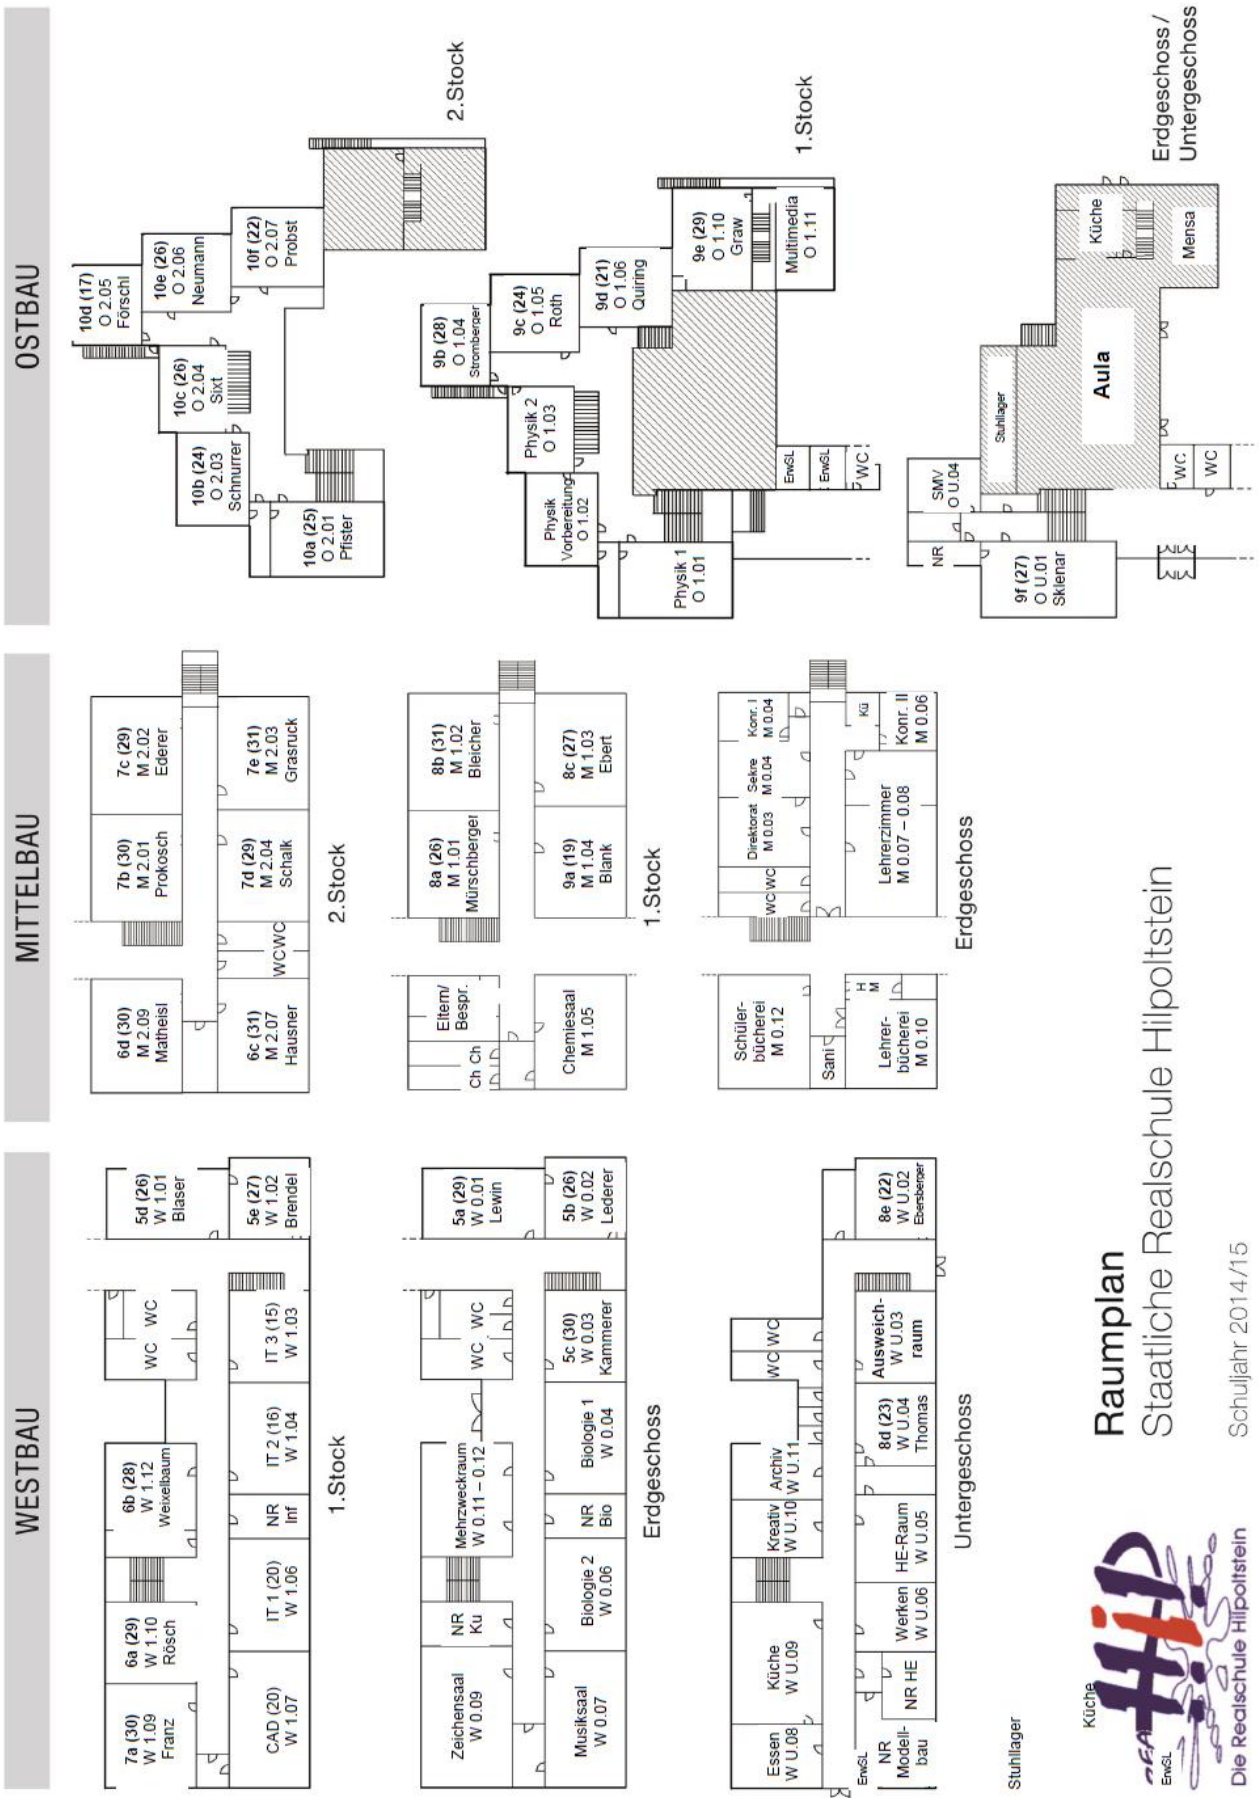 WESTBAU
7a (30)
W 1.09
Franz
6a (29)
W 1.10
Rösch
6b (28)
W 1.12
Weixelbaum
WC
WC
5d (26)
W 1.01
Blaser
CAD (20)
W 1.07
IT 1 (20)
W 1.06
NR
Inf
IT 2 (16)
W 1.04
IT 3 (15)
W 1.03
5e (27)
W 1.02
Brendel
1.Stock
Zeichensaal
W 0.09
NR
Ku
Mehrzweckraum
W 0.11 – 0.12
WC
WC
5a (29)
W 0.01
Lewin
Musiksaal
W 0.07
Biologie 2
W 0.06
NR
Bio
Biologie 1
W 0.04
5c (30)
W 0.03
Kammerer
5b (26)
W 0.02
Lederer
Erdgeschoss
Essen
W U.08
Küche
W U.09
Kreativ
W U.10
Archiv
W U.11
WC
WC
ErwSL
NR
Modell-
bau
NR HE
Werken
W U.06
HE-Raum
W U.05
8d (23)
W U.04
Thomas
Ausweich-
W U.03
raum
8e (22)
W U.02
Ebersberger
Untergeschoss
Stuhllager
MITTELBAU
6d (30)
M 2.09
Matheisl
7b (30)
M 2.01
Prokosch
7c (29)
M 2.02
Ederer
6c (31)
M 2.07
Hausner
WC
WC
7d (29)
M 2.04
Schalk
7e (31)
M 2.03
Grasruck
2.Stock
Ch
Ch
Eltern/
Bespr.
8a (26)
M 1.01
Mürschberger
8b (31)
M 1.02
Bleicher
Chemiesaal
M 1.05
9a (19)
M 1.04
Blank
8c (27)
M 1.03
Ebert
1.Stock
Schüler-
bücherei
M 0.12
WC
WC
Direktorat
M 0.03
Sekre
M 0.04
Konr. I
M 0.04
Sani
Lehrer-
bücherei
M 0.10
H
M
Lehrerzimmer
M 0.07 – 0.08
Kü
Konr. II
M 0.06
Erdgeschoss
OSTBAU
10a (25)
O 2.01
Pfister
10b (24)
O 2.03
Schnurrer
10c (26)
O 2.04
Sixt
10d (17)
O 2.05
Förschl
10e (26)
O 2.06
Neumann
10f (22)
O 2.07
Probst
2.Stock
Physik 1
O 1.01
Physik
Vorbereitung
O 1.02
Physik 2
O 1.03
9b (28)
O 1.04
Stromberger
9c (24)
O 1.05
Roth
9d (21)
O 1.06
Quiring
9e (29)
O 1.10
Graw
Multimedia
O 1.11
ErwSL
ErwSL
WC
1.Stock
NR
SMV
O U.04
9f (27)
O U.01
Sklenar
Stuhllager
Aula
Küche
Mensa
WC
WC
Erdgeschoss /
Untergeschoss
Küche
ErwSL
HiP
Die Realschule Hilpoltstein
Raumplan
Staatliche Realschule Hilpoltstein
Schuljahr 2014/15